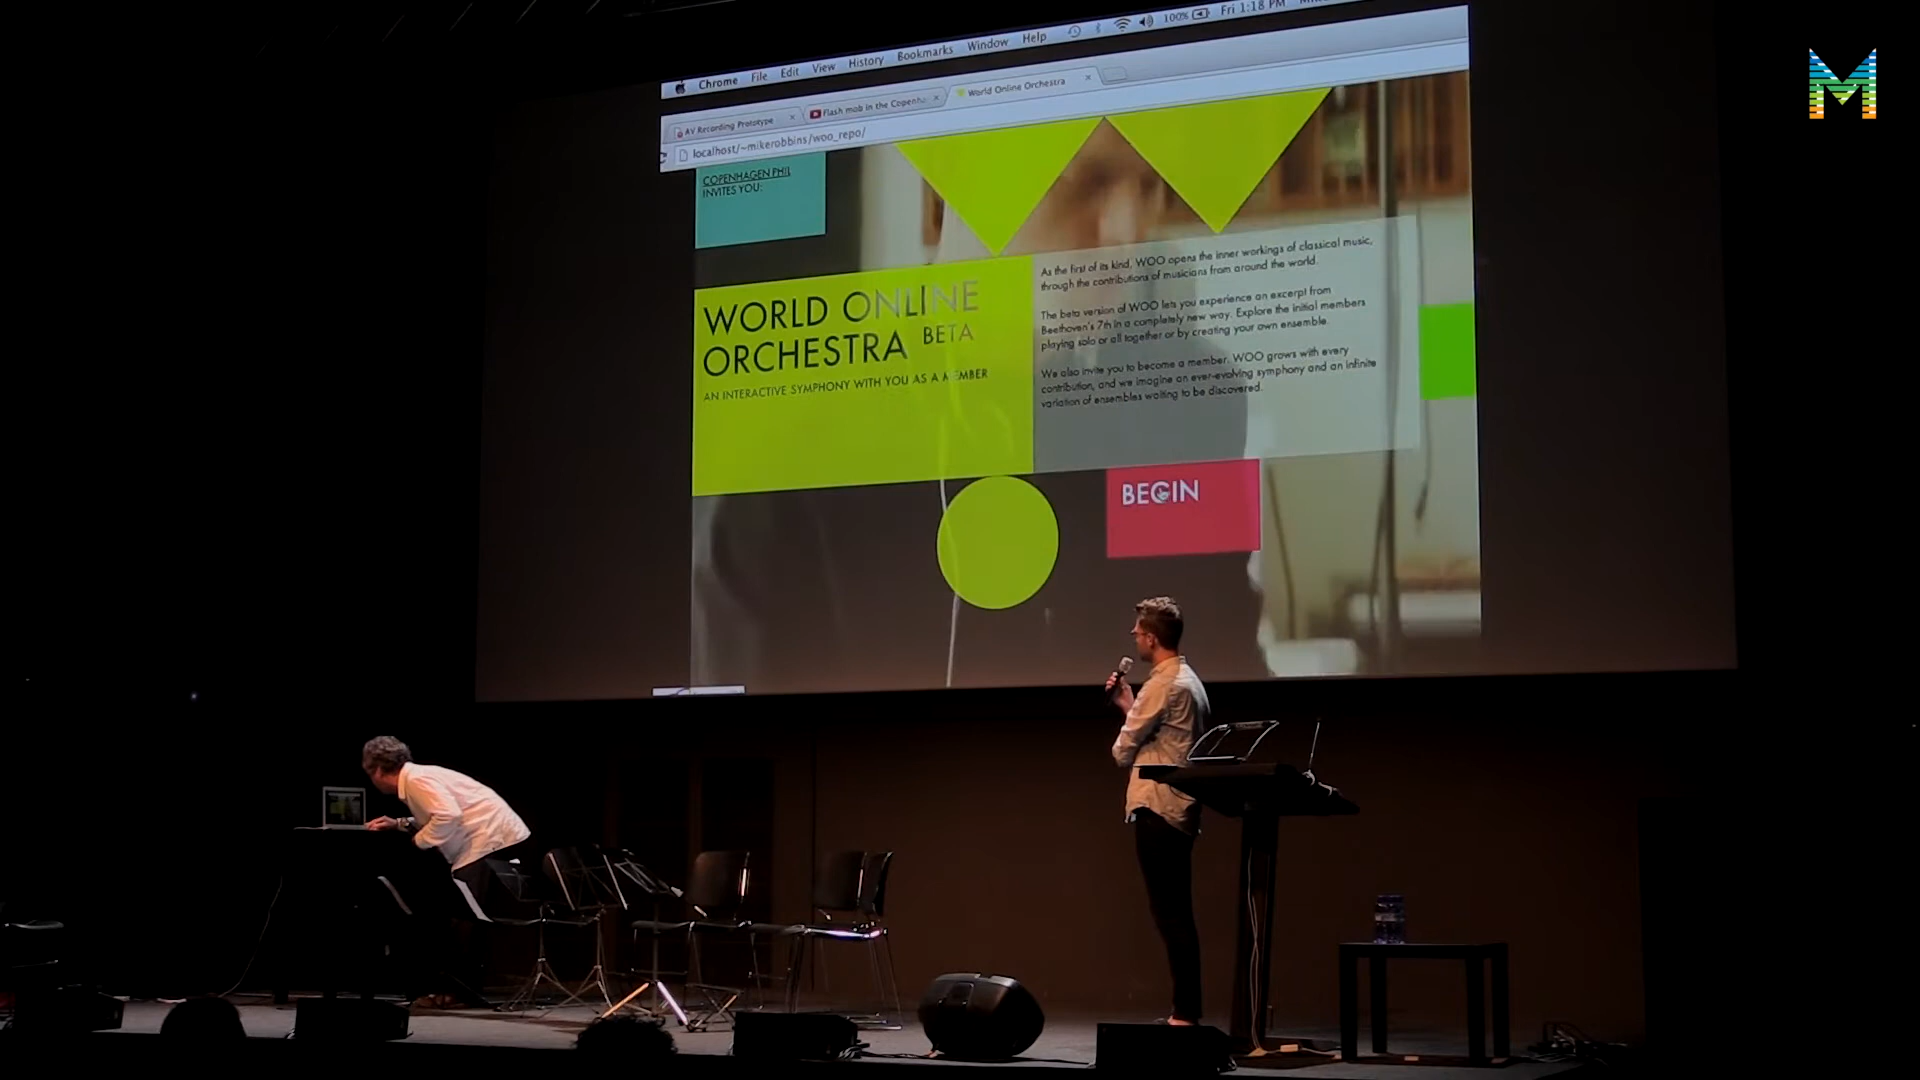 Chrome File Edit View History Bookmarks Window Help 100% Fri 1:18 PM
AV Recording Prototype
Flash mob in the Copenha
World Online Orchestra
localhost/~mikerobbins/woo_repo/
COPENHAGEN PHIL
INVITES YOU:
WORLD ONLINE
ORCHESTRA BETA
AN INTERACTIVE SYMPHONY WITH YOU AS A MEMBER
As the first of its kind, WOO opens the inner workings of classical music,
through the contributions of musicians from around the world.
The beta version of WOO lets you experience an excerpt from
Beethoven's 7th in a completely new way. Explore the initial members
playing solo or all together or by creating your own ensemble.
We also invite you to become a member. WOO grows with every
contribution, and we imagine an ever-evolving symphony and an infinite
variation of ensembles waiting to be discovered.
BEGIN
M